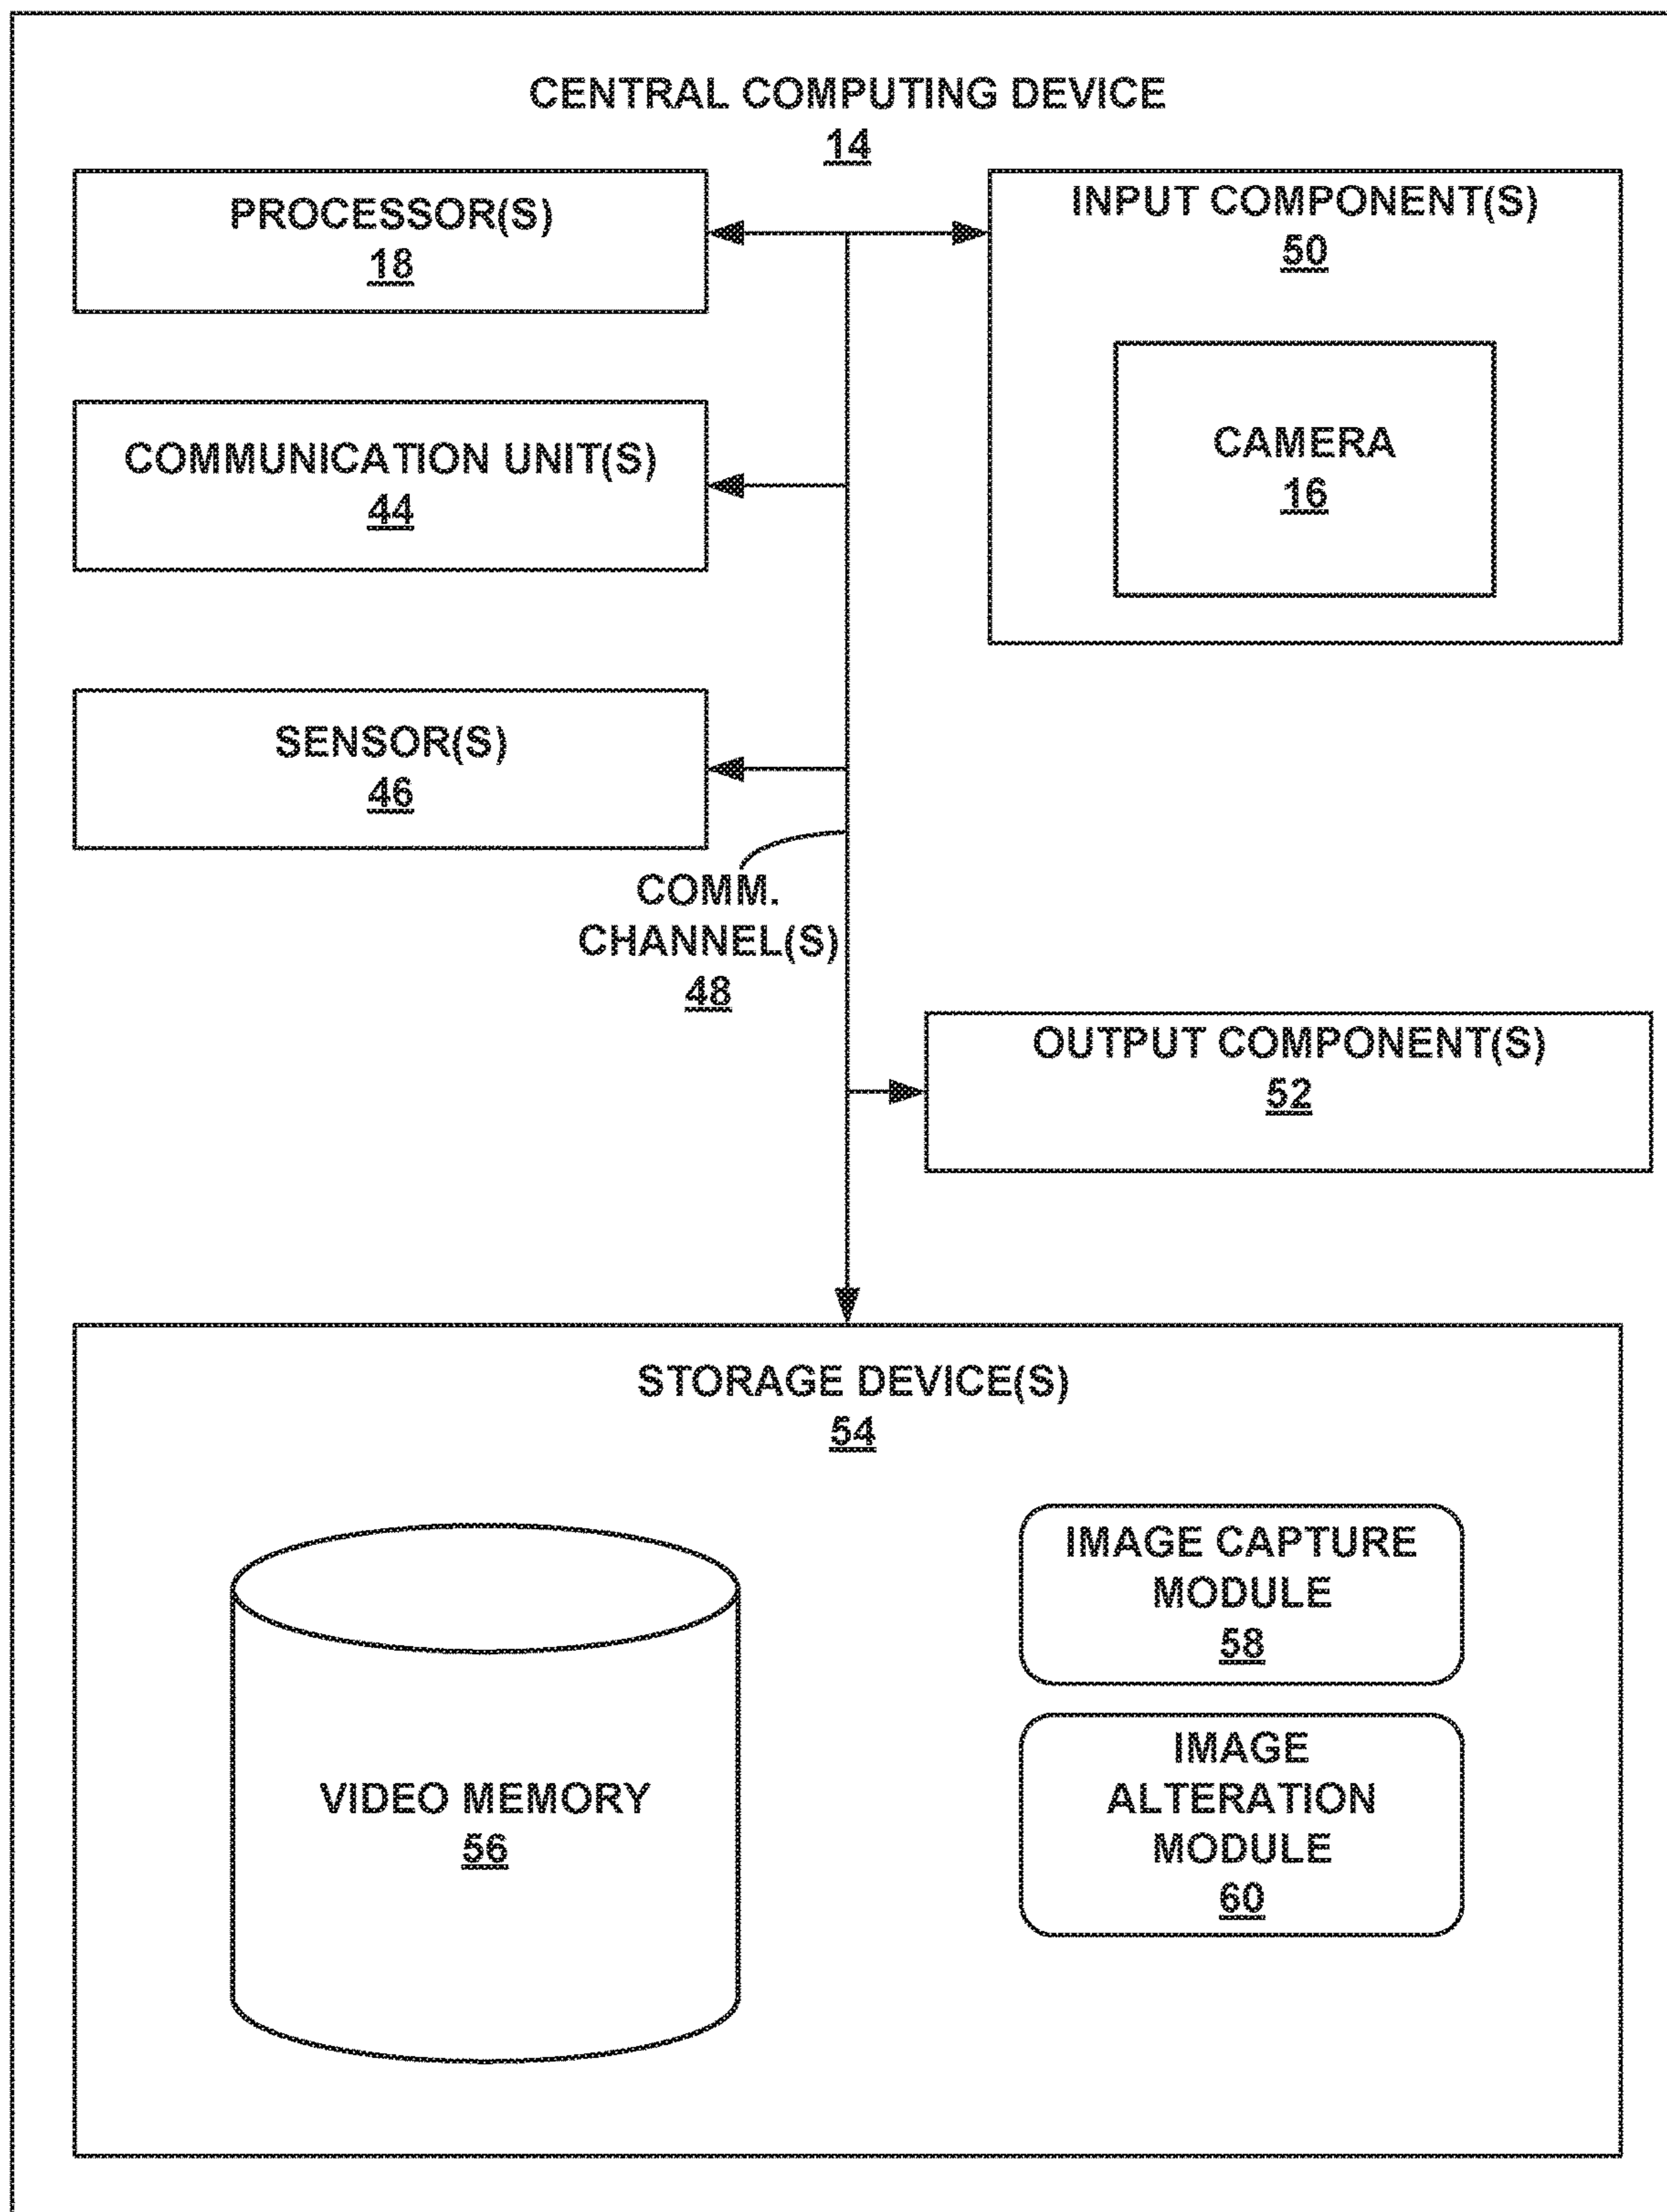 CENTRAL COMPUTING DEVICE
14
PROCESSOR(S)
18
INPUT COMPONENT(S)
50
CAMERA
16
COMMUNICATION UNIT(S)
44
SENSOR(S)
46
COMM.
CHANNEL(S)
48
OUTPUT COMPONENT(S)
52
STORAGE DEVICE(S)
54
VIDEO MEMORY
56
IMAGE CAPTURE
MODULE
58
IMAGE
ALTERATION
MODULE
60